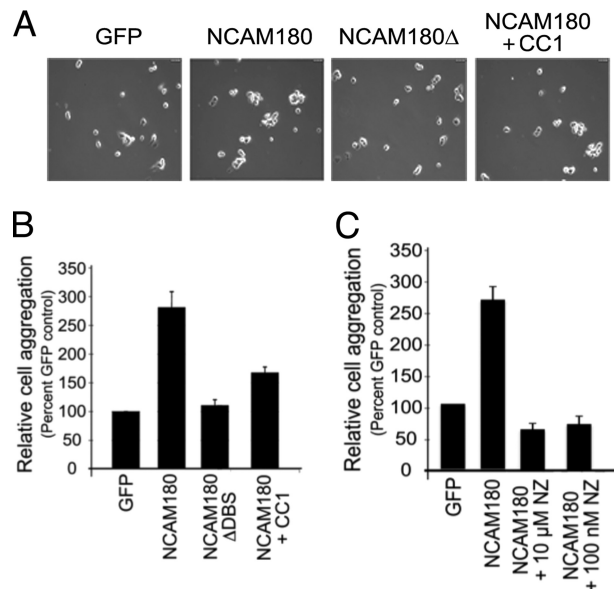 A
GFP
NCAM180
NCAM180Δ
NCAM180
+ CC1
B
Relative cell aggregation
(Percent GFP control)
350
300
250
200
150
100
50
0
GFP
NCAM180
NCAM180
ΔDBS
NCAM180
+ CC1
C
Relative cell aggregation
(Percent GFP control)
350
300
250
200
150
100
50
0
GFP
NCAM180
NCAM180
+ 10 µM NZ
NCAM180
+ 100 nM NZ